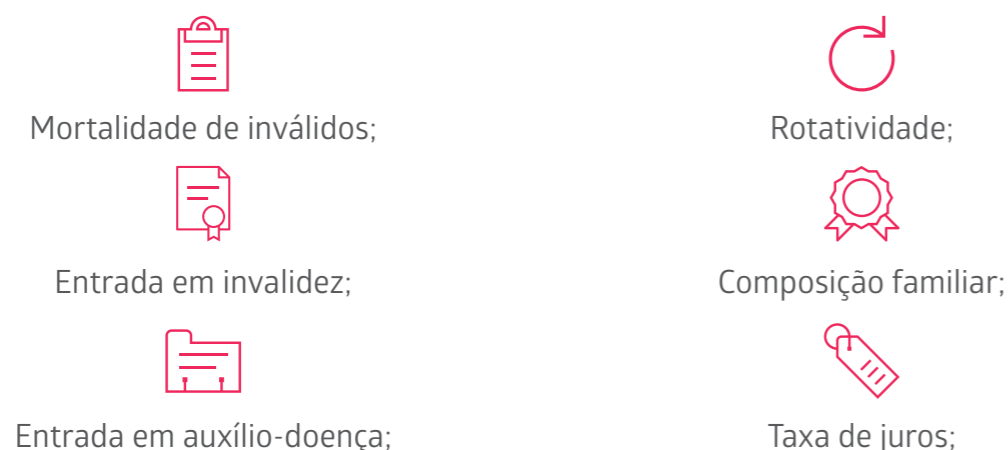 Mortalidade de inválidos;
Rotatividade;
Entrada em invalidez;
Composição familiar;
Entrada em auxílio-doença;
Taxa de juros;